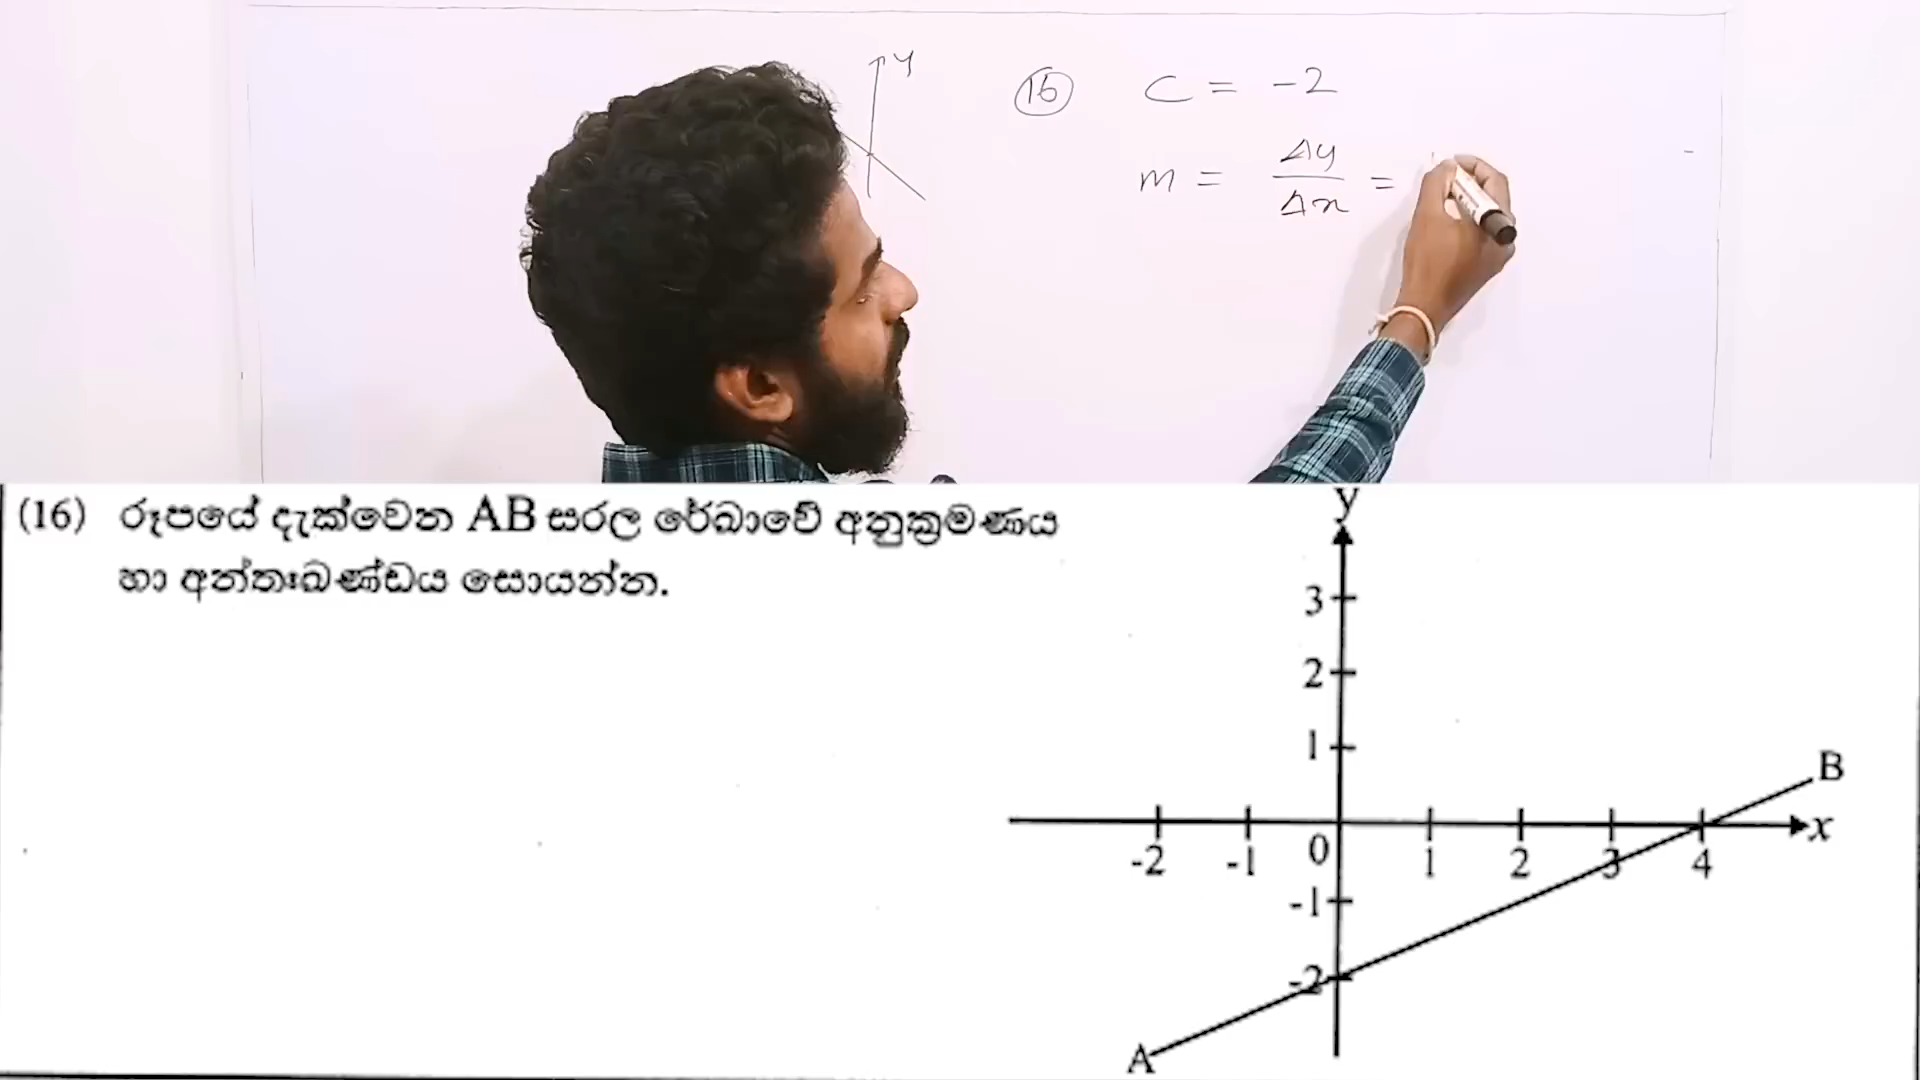 y
16 C = -2
m = Δy / Δx =
(16) රූපයේ දැක්වෙන AB සරල රේඛාවේ අනුක්‍රමණය
හා අන්තඃඛණ්ඩය සොයන්න.
y
3
2
1
B
x
-2 -1 0 1 2 3 4
-1
-2
A